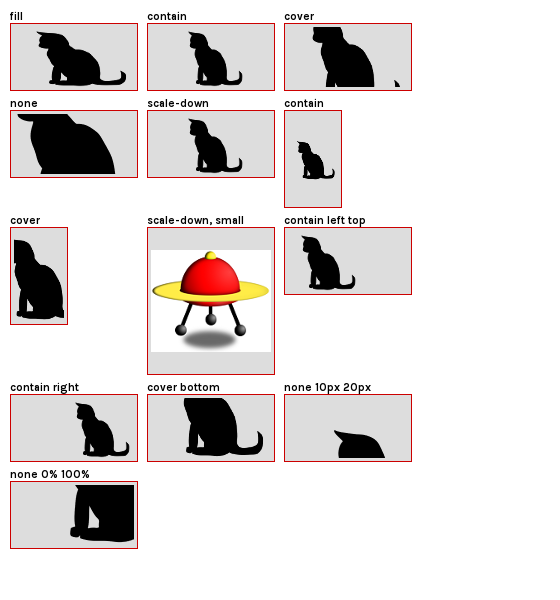 fill
contain
cover
none
scale-down
contain
cover
scale-down, small
contain left top
contain right
cover bottom
none 10px 20px
none 0% 100%